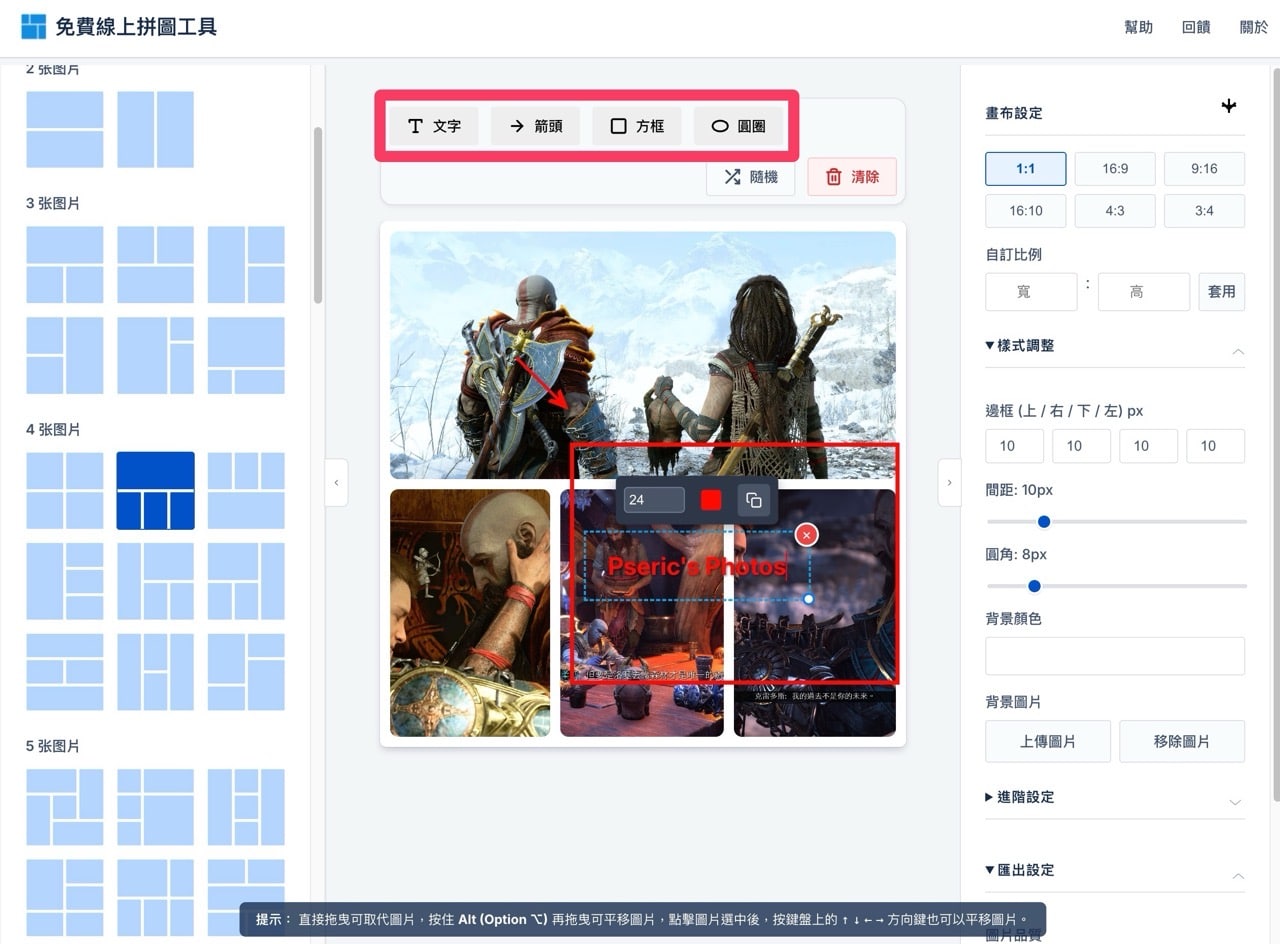 免費線上拼圖工具
幫助
回饋
關於
2 张图片
3 张图片
4 张图片
5 张图片
文字
箭頭
方框
圓圈
隨機
清除
24
Pseric's Photos
克雷多斯: 我的過去不是你的未來。
畫布設定
1:1
16:9
9:16
16:10
4:3
3:4
自訂比例
寬
:
高
套用
▼樣式調整
邊框 (上 / 右 / 下 / 左) px
10
10
10
10
間距: 10px
圓角: 8px
背景顏色
背景圖片
上傳圖片
移除圖片
▶進階設定
▼匯出設定
圖片品質
提示： 直接拖曳可取代圖片，按住 Alt (Option ⌥) 再拖曳可平移圖片，點擊圖片選中後，按鍵盤上的 ↑ ↓ ← → 方向鍵也可以平移圖片。